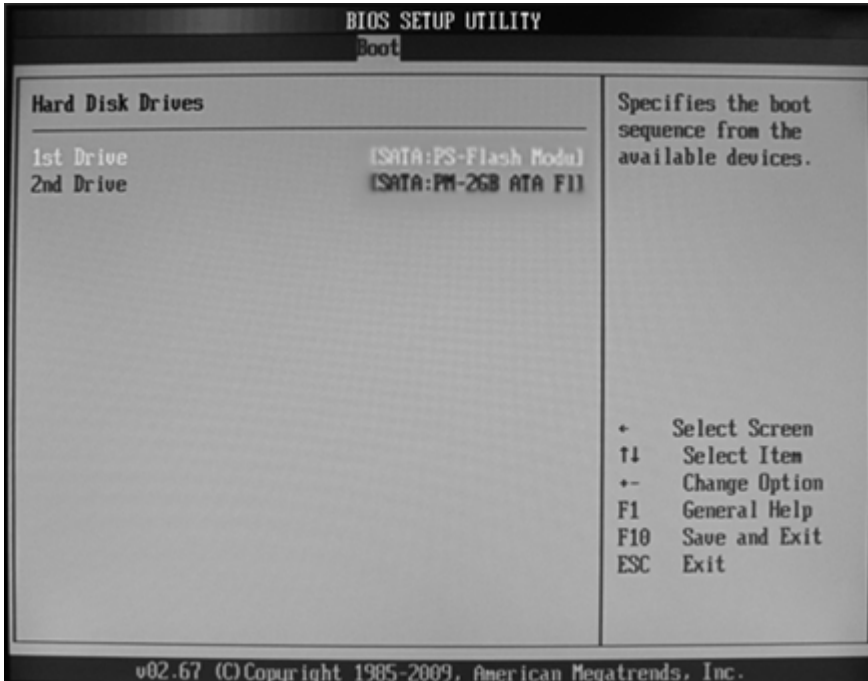 BIOS SETUP UTILITY
Boot
Hard Disk Drives
1st Drive [SATA:PS-Flash Modul]
2nd Drive [SATA:PM-2GB ATA Fl]
Specifies the boot
sequence from the
available devices.
← Select Screen
↑↓ Select Item
+- Change Option
F1 General Help
F10 Save and Exit
ESC Exit
v02.67 (C)Copyright 1985-2009, American Megatrends, Inc.